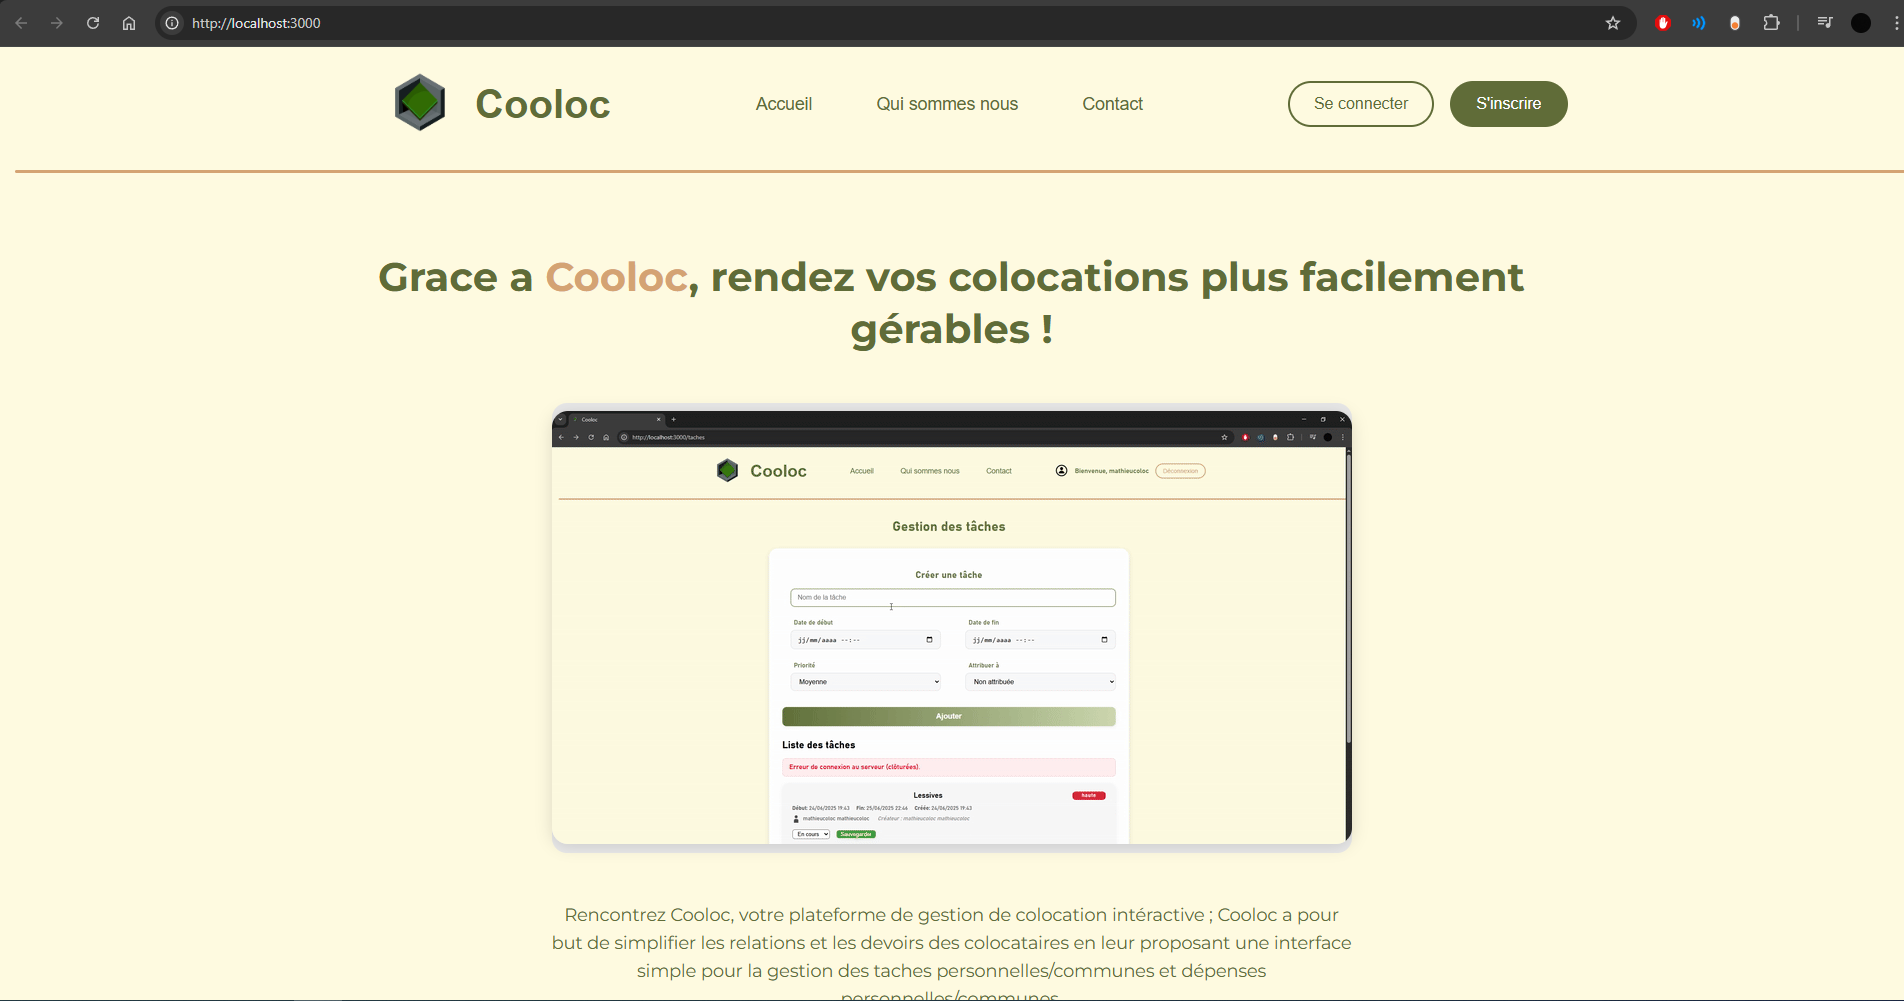 http://localhost:3000
Cooloc
Accueil
Qui sommes nous
Contact
Se connecter
S'inscrire
Grace a Cooloc, rendez vos colocations plus facilement
gérables !
Cooloc
http://localhost:3000/taches
Cooloc
Accueil
Qui sommes nous
Contact
Bienvenue, mathieucoloc
Déconnexion
Gestion des tâches
Créer une tâche
Nom de la tâche
Date de début
Date de fin
jj/mm/aaaa --:--
jj/mm/aaaa --:--
Priorité
Attribuer à
Moyenne
Non attribuée
Ajouter
Liste des tâches
Erreur de connexion au serveur (clôturées).
Lessives
haute
Début: 24/06/2025 19:43 Fin: 25/06/2025 22:46 Créée: 24/06/2025 19:43
mathieucoloc mathieucoloc Créateur : mathieucoloc mathieucoloc
En cours
Sauvegarder
Rencontrez Cooloc, votre plateforme de gestion de colocation intéractive ; Cooloc a pour
but de simplifier les relations et les devoirs des colocataires en leur proposant une interface
simple pour la gestion des taches personnelles/communes et dépenses
personnelles/communes